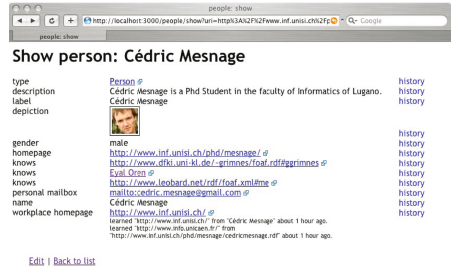 people: show
http://localhost:3000/people/show?uri=http%3A%2F%2Fwww.inf.unisi.ch%2Fp
Google
people: show
Show person: Cédric Mesnage
type Person history
description Cédric Mesnage is a Phd Student in the faculty of Informatics of Lugano. history
label Cédric Mesnage history
depiction
history
gender male history
homepage http://www.inf.unisi.ch/phd/mesnage/ history
knows http://www.dfki.uni-kl.de/~grimnes/foaf.rdf#ggrimnes history
knows Eyal Oren history
knows http://www.leobard.net/rdf/foaf.xml#me history
personal mailbox mailto:cedric.mesnage@gmail.com history
name Cédric Mesnage history
workplace homepage http://www.inf.unisi.ch/ history
learned "http://www.inf.unisi.ch/" from "Cédric Mesnage" about 1 hour ago.
learned "http://www.info.unicaen.fr/" from
"http://www.inf.unisi.ch/phd/mesnage/cedricmesnage.rdf" about 1 hour ago.
Edit | Back to list